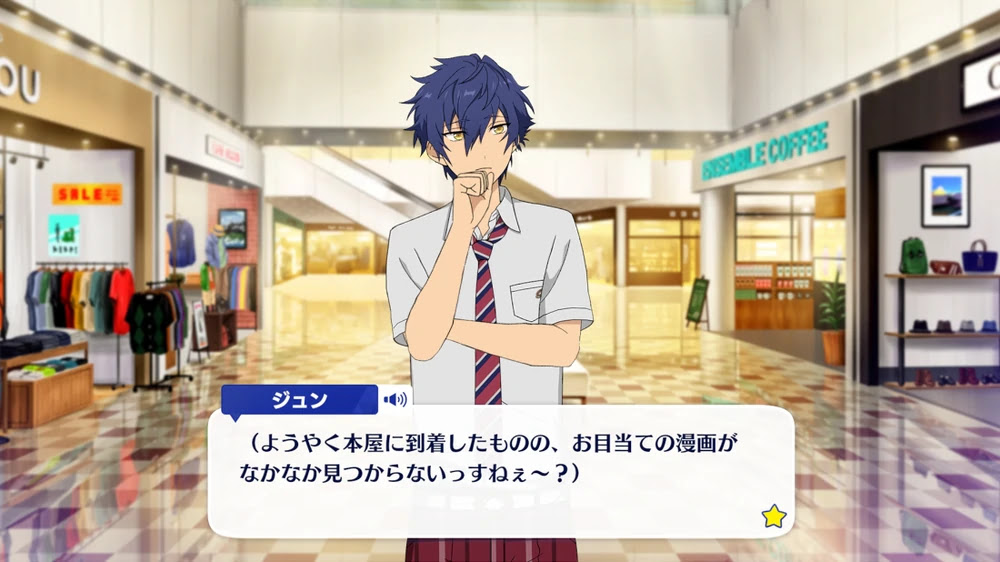 OU
SALE
ENSEMBLE COFFEE
ジュン
（ようやく本屋に到着したものの、お目当ての漫画が
なかなか見つからないっすねぇ～？）